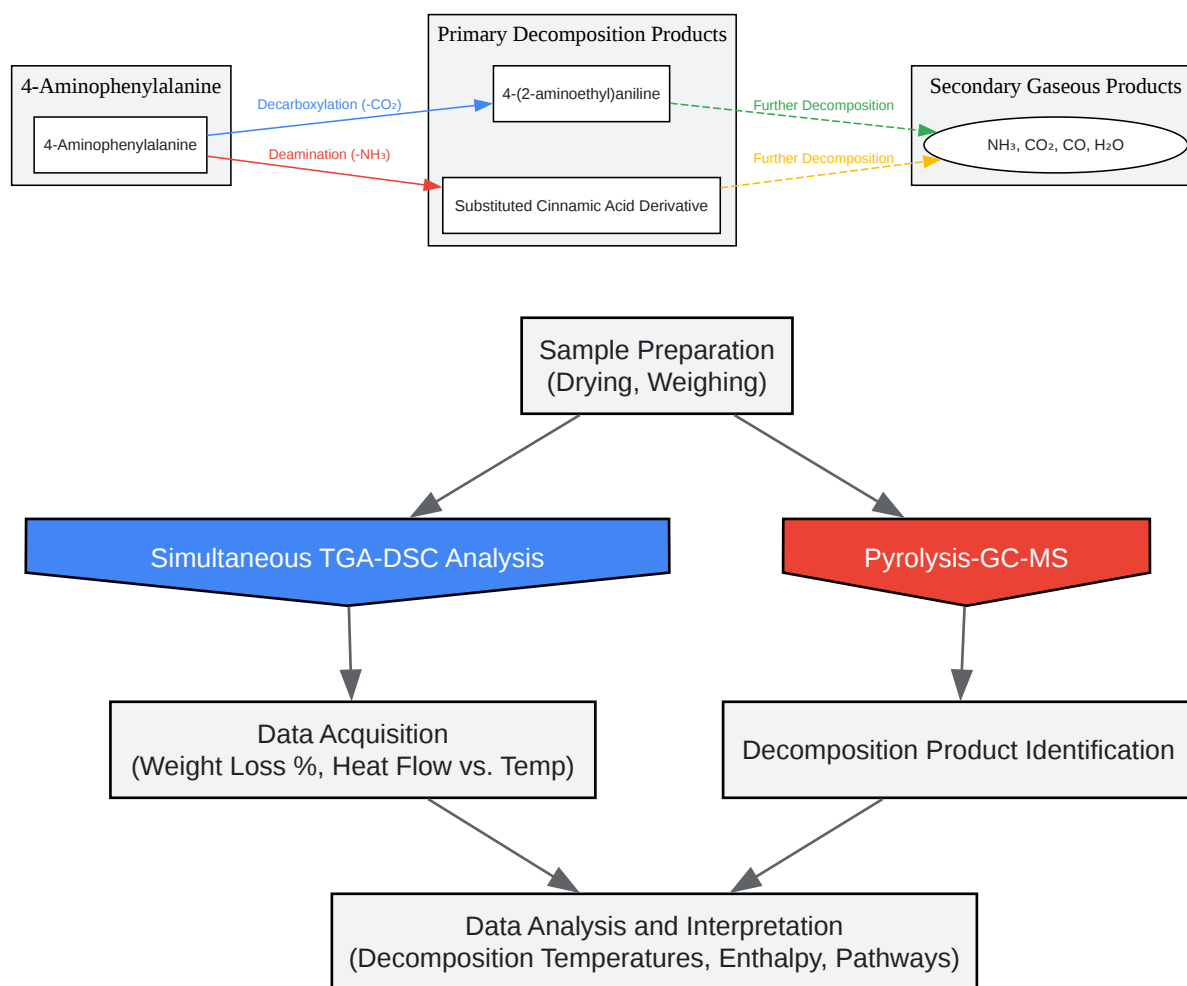 4-Aminophenylalanine
4-Aminophenylalanine
Decarboxylation (-CO₂)
Deamination (-NH₃)
Primary Decomposition Products
4-(2-aminoethyl)aniline
Substituted Cinnamic Acid Derivative
Further Decomposition
Further Decomposition
Secondary Gaseous Products
NH₃, CO₂, CO, H₂O
Sample Preparation
(Drying, Weighing)
Simultaneous TGA-DSC Analysis
Pyrolysis-GC-MS
Data Acquisition
(Weight Loss %, Heat Flow vs. Temp)
Decomposition Product Identification
Data Analysis and Interpretation
(Decomposition Temperatures, Enthalpy, Pathways)